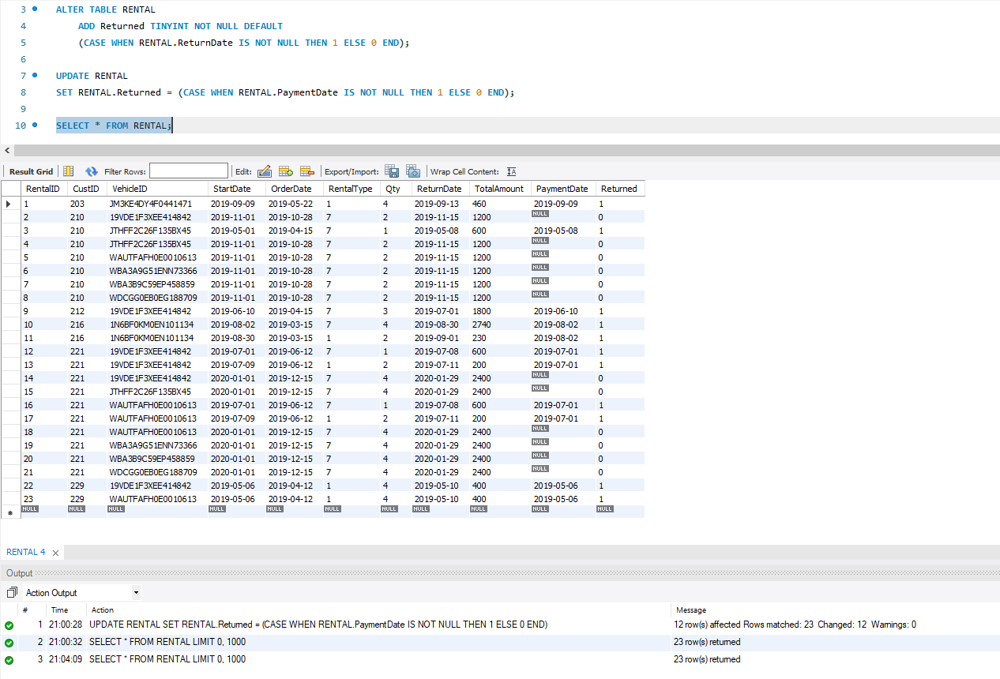 3 ALTER TABLE RENTAL
4 ADD Returned TINYINT NOT NULL DEFAULT
5 (CASE WHEN RENTAL.ReturnDate IS NOT NULL THEN 1 ELSE 0 END);
6
7 UPDATE RENTAL
8 SET RENTAL.Returned = (CASE WHEN RENTAL.PaymentDate IS NOT NULL THEN 1 ELSE 0 END);
9
10 SELECT * FROM RENTAL;
Result Grid Filter Rows: Edit: Export/Import: Wrap Cell Content: IA
RentalID CustID VehicleID StartDate OrderDate RentalType Qty ReturnDate TotalAmount PaymentDate Returned
1 203 JM3KE4DY4F0441471 2019-09-09 2019-05-22 1 4 2019-09-13 460 2019-09-09 1
2 210 19VDE1F3XEE414842 2019-11-01 2019-10-28 7 2 2019-11-15 1200 NULL 0
3 210 JTHFF2C26F135BX45 2019-05-01 2019-04-15 7 1 2019-05-08 600 2019-05-08 1
4 210 JTHFF2C26F135BX45 2019-11-01 2019-10-28 7 2 2019-11-15 1200 NULL 0
5 210 WAUTFAFH0E0010613 2019-11-01 2019-10-28 7 2 2019-11-15 1200 NULL 0
6 210 WBA3A9G51ENN73366 2019-11-01 2019-10-28 7 2 2019-11-15 1200 NULL 0
7 210 WBA3B9C59EP458859 2019-11-01 2019-10-28 7 2 2019-11-15 1200 NULL 0
8 210 WDCGG0EB0EG188709 2019-11-01 2019-10-28 7 2 2019-11-15 1200 NULL 0
9 212 19VDE1F3XEE414842 2019-06-10 2019-04-15 7 3 2019-07-01 1800 2019-06-10 1
10 216 1N6BF0KM0EN101134 2019-08-02 2019-03-15 7 4 2019-08-30 2740 2019-08-02 1
11 216 1N6BF0KM0EN101134 2019-08-30 2019-03-15 1 2 2019-09-01 230 2019-08-02 1
12 221 19VDE1F3XEE414842 2019-07-01 2019-06-12 7 1 2019-07-08 600 2019-07-01 1
13 221 19VDE1F3XEE414842 2019-07-09 2019-06-12 1 2 2019-07-11 200 2019-07-01 1
14 221 19VDE1F3XEE414842 2020-01-01 2019-12-15 7 4 2020-01-29 2400 NULL 0
15 221 JTHFF2C26F135BX45 2020-01-01 2019-12-15 7 4 2020-01-29 2400 NULL 0
16 221 WAUTFAFH0E0010613 2019-07-01 2019-06-12 7 1 2019-07-08 600 2019-07-01 1
17 221 WAUTFAFH0E0010613 2019-07-09 2019-06-12 1 2 2019-07-11 200 2019-07-01 1
18 221 WAUTFAFH0E0010613 2020-01-01 2019-12-15 7 4 2020-01-29 2400 NULL 0
19 221 WBA3A9G51ENN73366 2020-01-01 2019-12-15 7 4 2020-01-29 2400 NULL 0
20 221 WBA3B9C59EP458859 2020-01-01 2019-12-15 7 4 2020-01-29 2400 NULL 0
21 221 WDCGG0EB0EG188709 2020-01-01 2019-12-15 7 4 2020-01-29 2400 NULL 0
22 229 19VDE1F3XEE414842 2019-05-06 2019-04-12 1 4 2019-05-10 400 2019-05-06 1
23 229 WAUTFAFH0E0010613 2019-05-06 2019-04-12 1 4 2019-05-10 400 2019-05-06 1
NULL NULL NULL NULL NULL NULL NULL NULL NULL NULL NULL
RENTAL 4
Output
Action Output
# Time Action Message
1 21:00:28 UPDATE RENTAL SET RENTAL.Returned = (CASE WHEN RENTAL.PaymentDate IS NOT NULL THEN 1 ELSE 0 END) 12 row(s) affected Rows matched: 23 Changed: 12 Warnings: 0
2 21:00:32 SELECT * FROM RENTAL LIMIT 0, 1000 23 row(s) returned
3 21:04:09 SELECT * FROM RENTAL LIMIT 0, 1000 23 row(s) returned